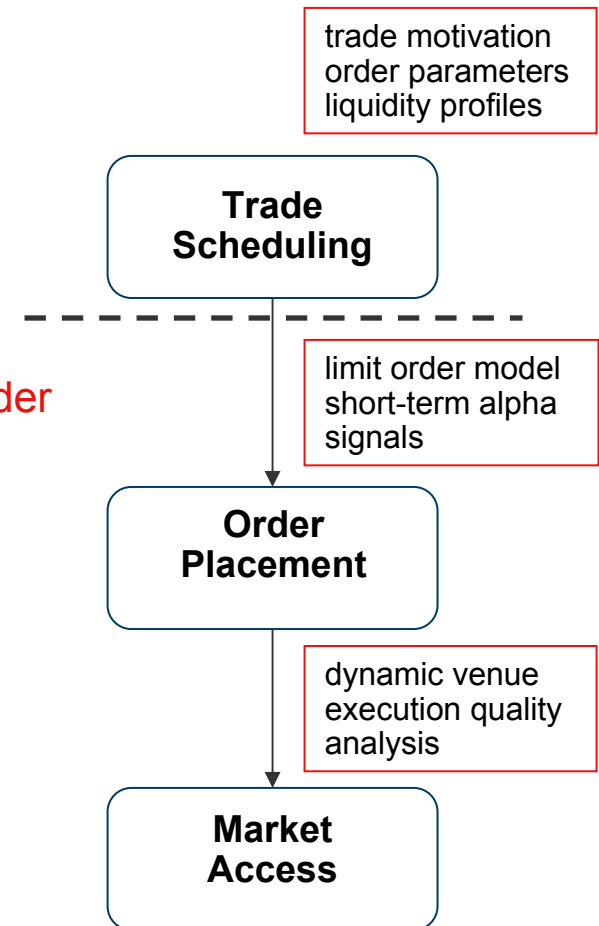 trade motivation
order parameters
liquidity profiles
Trade
Scheduling
limit order model
short-term alpha
signals
Order
Placement
dynamic venue
execution quality
analysis
Market
Access